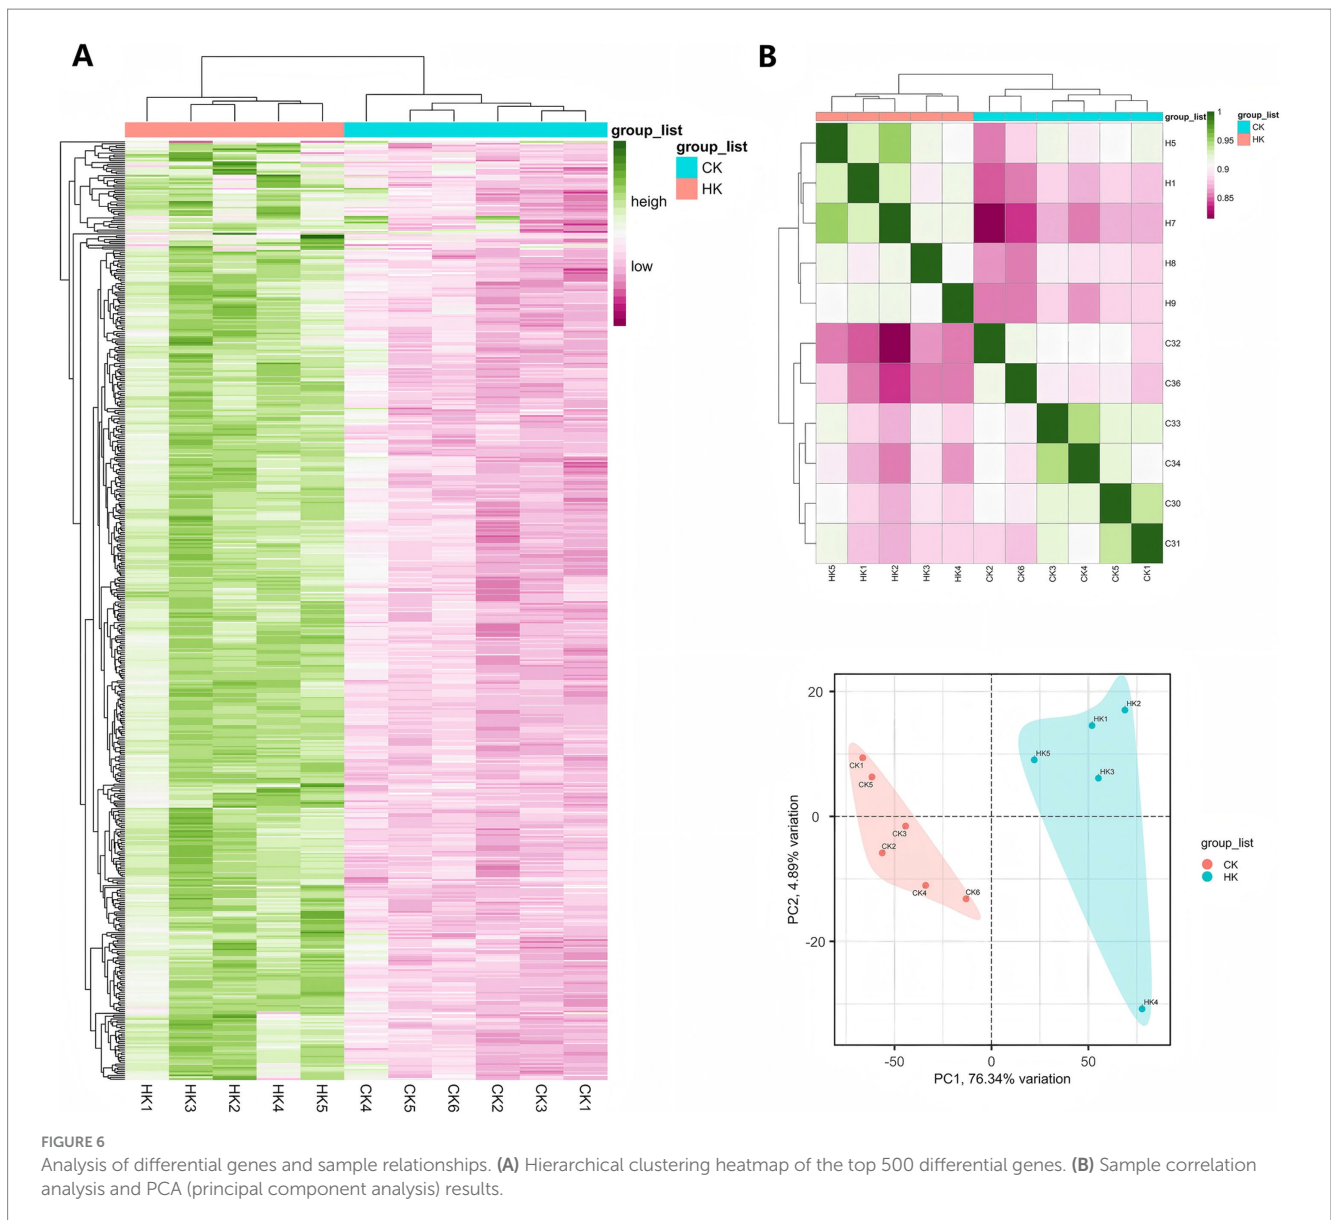 A
group_list
heigh
low
group_list
CK
HK
HK1
HK3
HK2
HK4
HK5
CK4
CK5
CK6
CK2
CK3
CK1
B
group_list
1
0.95
0.9
0.85
group_list
CK
HK
H5
H1
H7
H8
H9
C32
C36
C33
C34
C30
C31
HK5
HK1
HK2
HK3
HK4
CK2
CK6
CK3
CK4
CK5
CK1
PC2, 4.89% variation
20
0
-20
HK2
HK1
HK5
HK3
CK1
CK5
CK3
CK2
CK4
CK6
HK4
-50
0
50
PC1, 76.34% variation
group_list
CK
HK
FIGURE 6
Analysis of differential genes and sample relationships. (A) Hierarchical clustering heatmap of the top 500 differential genes. (B) Sample correlation
analysis and PCA (principal component analysis) results.